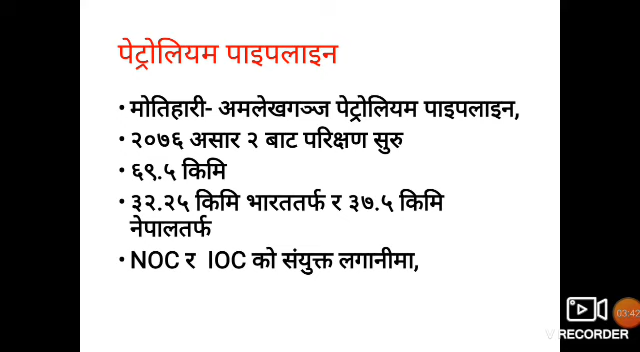 पेट्रोलियम पाइपलाइन
• मोतिहारी- अमलेखगञ्ज पेट्रोलियम पाइपलाइन,
• २०७६ असार २ बाट परिक्षण सुरु
• ६९.५ किमि
• ३२.२५ किमि भारततर्फ र ३७.५ किमि
नेपालतर्फ
• NOC र IOC को संयुक्त लगानीमा,
03:42
V RECORDER